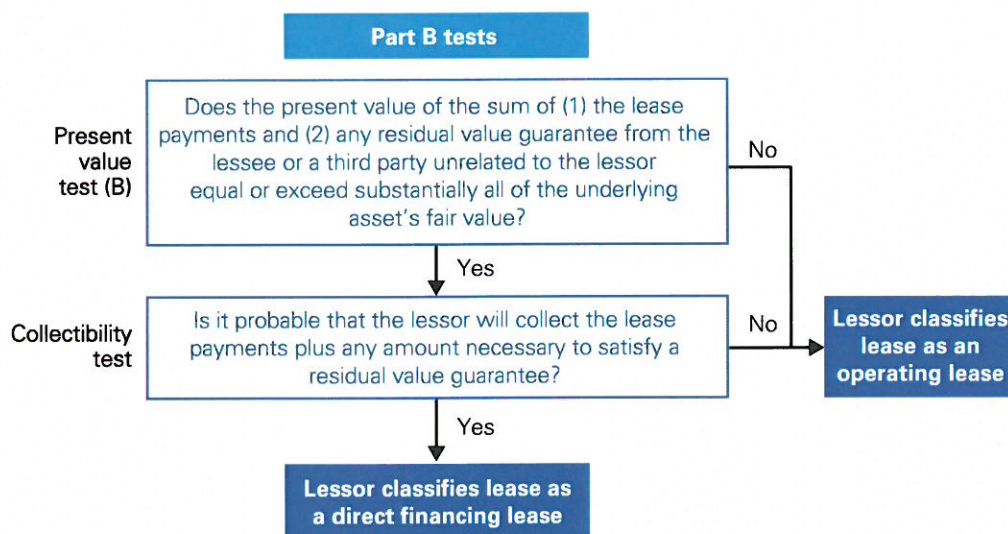 Part B tests
Present
value
test (B)
Does the present value of the sum of (1) the lease
payments and (2) any residual value guarantee from the
lessee or a third party unrelated to the lessor
equal or exceed substantially all of the underlying
asset's fair value?
No
Yes
Collectibility
test
Is it probable that the lessor will collect the lease
payments plus any amount necessary to satisfy a
residual value guarantee?
No
Lessor classifies
lease as an
operating lease
Yes
Lessor classifies lease as
a direct financing lease